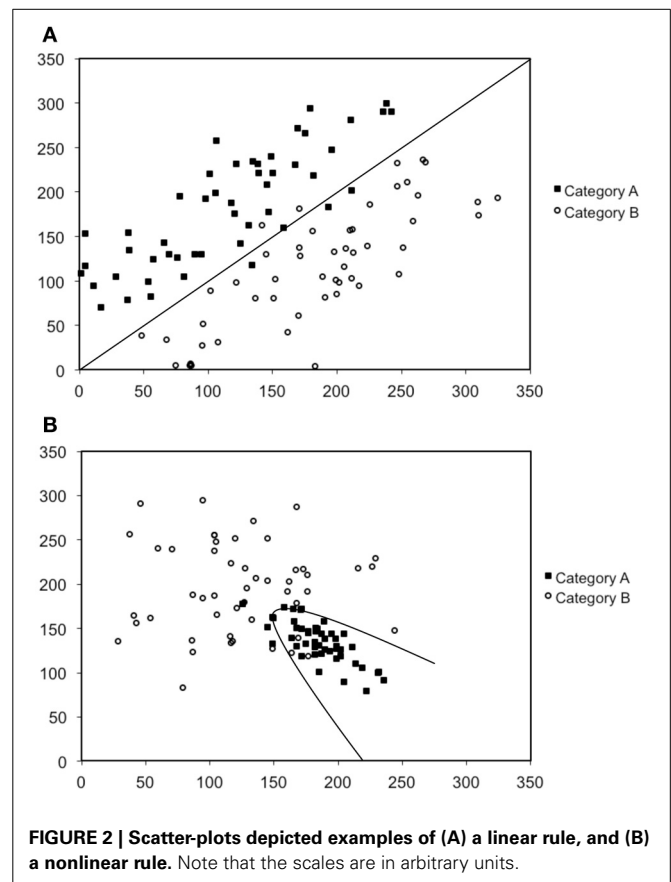 A
350
300
250
200
150
100
50
0
0 50 100 150 200 250 300 350
Category A
Category B
B
350
300
250
200
150
100
50
0
0 50 100 150 200 250 300 350
Category A
Category B
FIGURE 2 | Scatter-plots depicted examples of (A) a linear rule, and (B)
a nonlinear rule. Note that the scales are in arbitrary units.